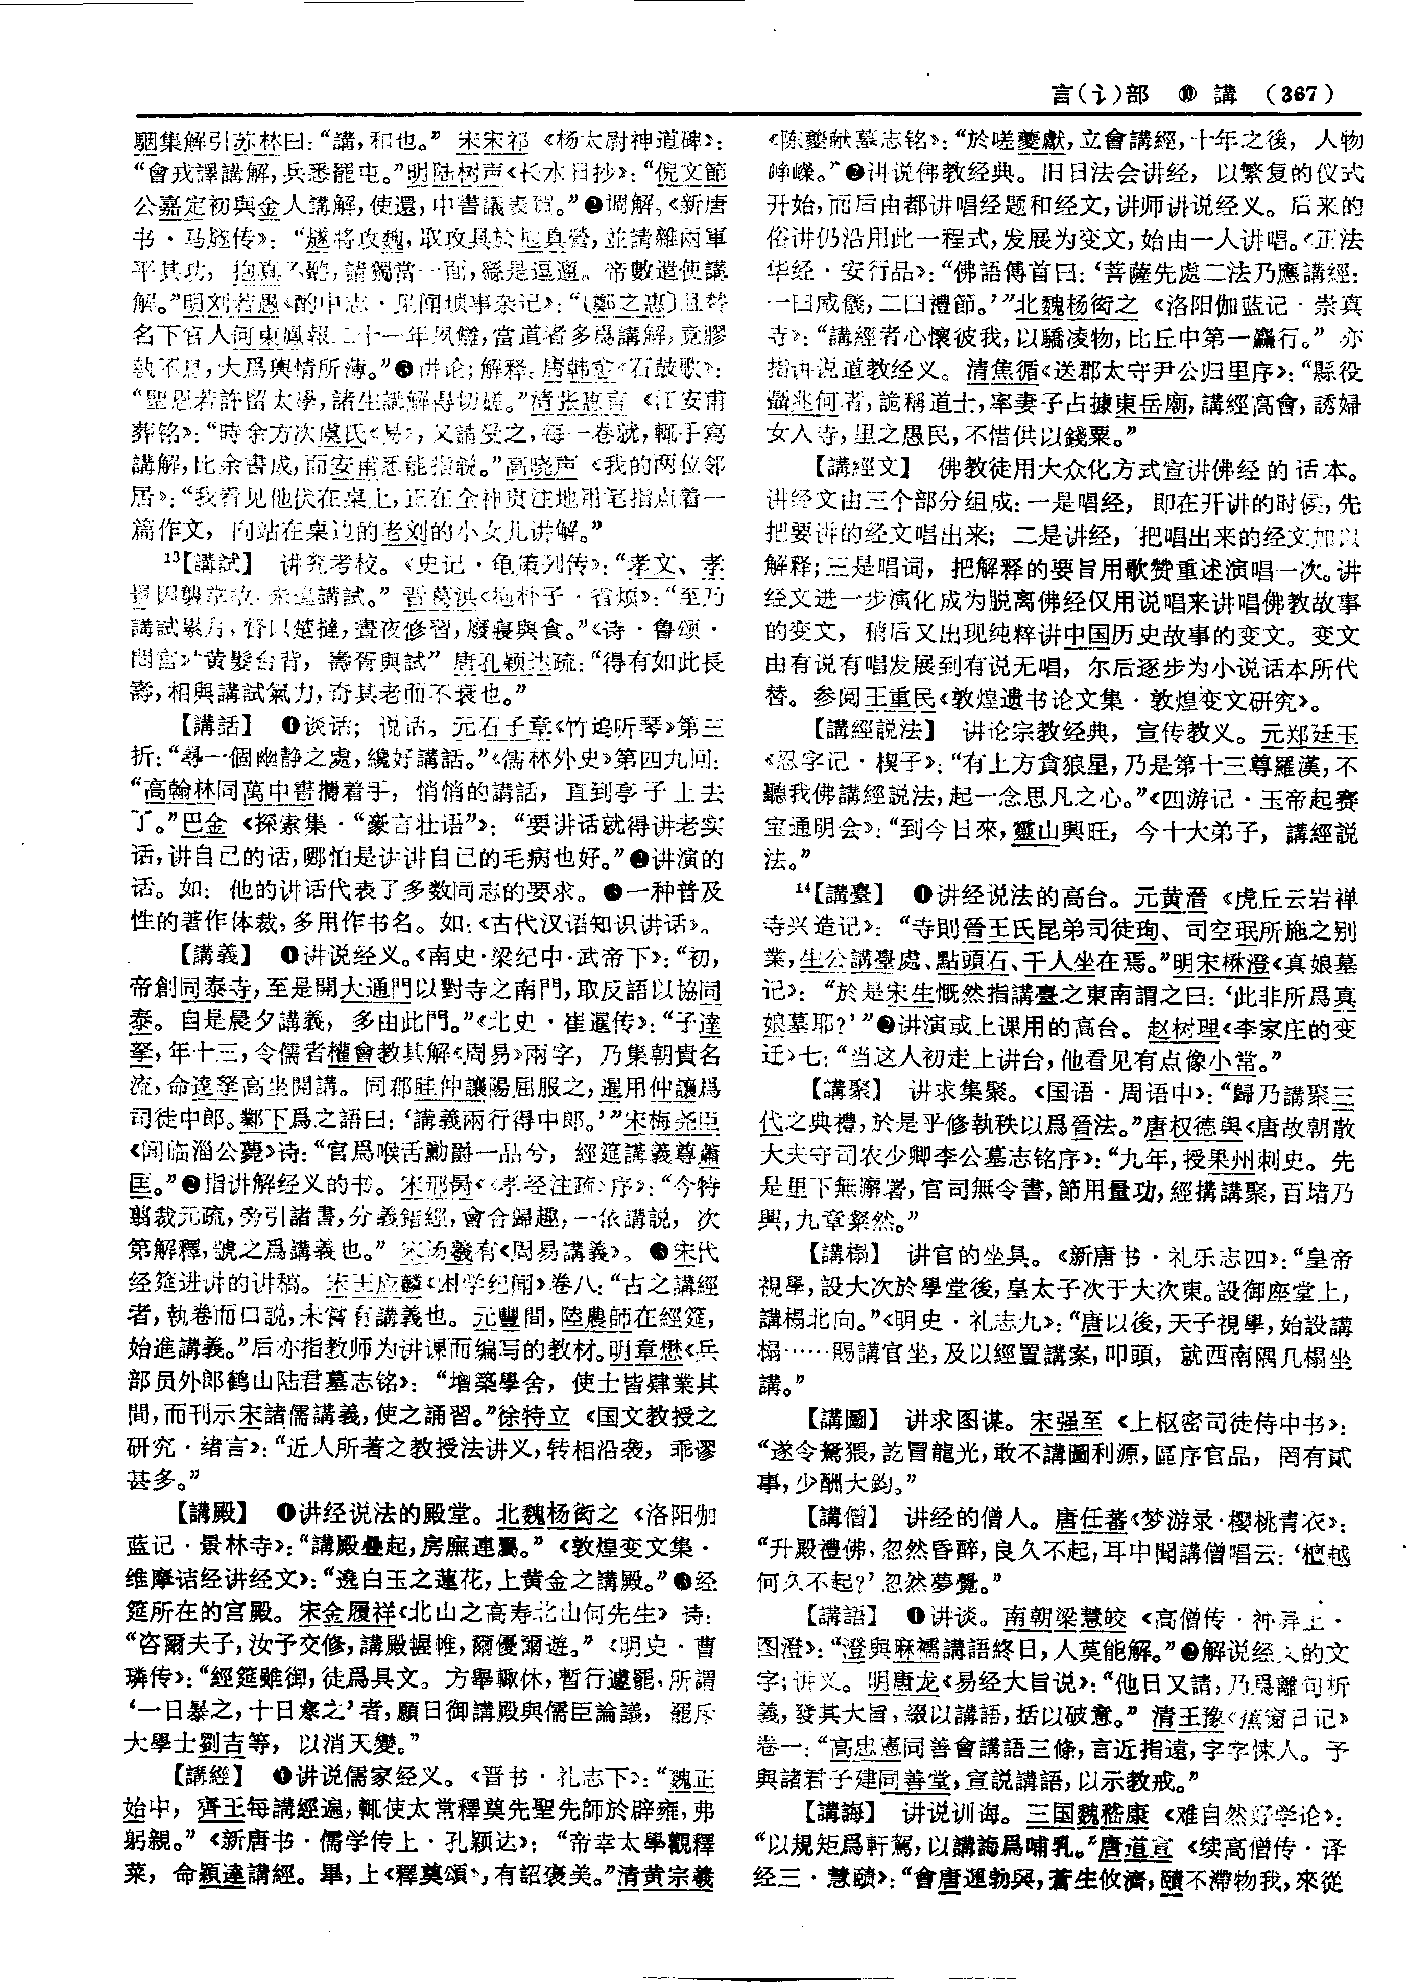 言(讠)部 ⑩ 講 (367)
駰集解引苏林曰：“講，和也。” 宋宋祁《杨太尉神道碑》：
“會戎譯講解，兵悉罷屯。”明陆树声《长水日抄》：“倪文節
公嘉定初與金人講解，使還，中書議表賀。”❷调解。《新唐
书·马燧传》：“燧将攻魏，取攻具於抱真營，並請雜兩軍
平其功，抱真不聽，請獨當一面，繇是逗遛。帝數遣使講
解。”明刘若愚《酌中志·见闻琐事杂记》：“〔鄭之惠〕且幹
名下官人何東鳳報二十一年夙讎，當道者多爲講解，竟膠
執不息，大爲輿情所薄。”❸讲论；解释。唐韩愈《石鼓歌》：
“聖恩若許留太學，諸生講解得切磋。”清张惠言《江安甫
葬铭》：“時余方次虞氏《易》，又請受之，每一卷就，輒手寫
講解，比余書成，而安甫悉能指説。”高晓声《我的两位邻
居》：“我看见他伏在桌上，正在全神贯注地用笔指点着一
篇作文，向站在桌边的老刘的小女儿讲解。”
¹³【講試】 讲究考校。《史记·龟策列传》：“孝文、孝
景因襲掌故，未遑講試。”晋葛洪《抱朴子·省烦》：“至乃
講試累月，督以楚撻，晝夜修習，廢寢與食。”《诗·鲁颂·
閟宫》“黄髮台背，壽胥與試”唐孔颖达疏：“得有如此長
壽，相與講試氣力，奇其老而不衰也。”
【講話】 ❶谈话；说话。元石子章《竹坞听琴》第三
折：“尋一個幽静之處，纔好講話。”《儒林外史》第四九回：
“高翰林同萬中書攜着手，悄悄的講話，直到亭子上去
了。”巴金《探索集·“豪言壮语”》：“要讲话就得讲老实
话，讲自己的话，哪怕是讲讲自己的毛病也好。”❷讲演的
话。如：他的讲话代表了多数同志的要求。❸一种普及
性的著作体裁，多用作书名。如：《古代汉语知识讲话》。
【講義】 ❶讲说经义。《南史·梁纪中·武帝下》：“初，
帝創同泰寺，至是開大通門以對寺之南門，取反語以協同
泰。自是晨夕講義，多由此門。”《北史·崔暹传》：“子達
拏，年十三，令儒者權會教其解《周易》兩字，乃集朝貴名
流，命達拏高坐開講。同郡眭仲讓陽屈服之，暹用仲讓爲
司徒中郎。鄴下爲之語曰：‘講義兩行得中郎。’”宋梅尧臣
《闻临淄公薨》诗：“官爲喉舌勳爵一品兮，經筵講義尊蕭
匡。”❷指讲解经义的书。宋邢昺《〈孝经注疏〉序》：“今特
翦裁元疏，旁引諸書，分義錯經，會合歸趣，一依講説，次
第解釋，號之爲講義也。”宋汤羲有《周易講義》。❸宋代
经筵进讲的讲稿。宋王应麟《困学纪闻》卷八：“古之講經
者，執卷而口説，未嘗有講義也。元豐間，陸農師在經筵，
始進講義。”后亦指教师为讲课而编写的教材。明章懋《兵
部员外郎鹤山陆君墓志铭》：“增築學舍，使士皆肄業其
間，而刊示宋諸儒講義，使之誦習。”徐特立《国文教授之
研究·绪言》：“近人所著之教授法讲义，转相沿袭，乖谬
甚多。”
【講殿】 ❶讲经说法的殿堂。北魏杨衒之《洛阳伽
蓝记·景林寺》：“講殿疊起，房廡連屬。”《敦煌变文集·
维摩诘经讲经文》：“遶白玉之蓮花，上黄金之講殿。”❷经
筵所在的宫殿。宋金履祥《北山之高寿北山何先生》诗：
“咨爾夫子，汝予交修，講殿握帷，爾優爾遊。”《明史·曹
璘传》：“經筵雖御，徒爲具文。方舉輒休，暫行遽罷，所謂
‘一日暴之，十日寒之’者，願日御講殿與儒臣論議，罷斥
大學士劉吉等，以消天變。”
【講經】 ❶讲说儒家经义。《晋书·礼志下》：“魏正
始中，齊王每講經遍，輒使太常釋奠先聖先師於辟雍，弗
躬親。”《新唐书·儒学传上·孔颖达》：“帝幸太學觀釋
菜，命穎達講經。畢，上《釋奠頌》，有詔褒美。”清黄宗羲
《陈夔献墓志铭》：“於嗟夔獻，立會講經，十年之後，人物
崢嶸。”❷讲说佛教经典。旧日法会讲经，以繁复的仪式
开始，而后由都讲唱经题和经文，讲师讲说经义。后来的
俗讲仍沿用此一程式，发展为变文，始由一人讲唱。《正法
华经·安行品》：“佛語傅首曰：‘菩薩先處二法乃應講經：
一曰威儀，二曰禮節。’”北魏杨衒之《洛阳伽蓝记·崇真
寺》：“講經者心懷彼我，以驕凌物，比丘中第一麤行。”亦
指讲说道教经义。清焦循《送郡太守尹公归里序》：“縣役
聶兆何者，詭稱道士，率妻子占據東岳廟，講經高會，誘婦
女入寺，里之愚民，不惜供以錢粟。”
【講經文】 佛教徒用大众化方式宣讲佛经的话本。
讲经文由三个部分组成：一是唱经，即在开讲的时候，先
把要讲的经文唱出来；二是讲经，把唱出来的经文加以
解释；三是唱词，把解释的要旨用歌赞重述演唱一次。讲
经文进一步演化成为脱离佛经仅用说唱来讲唱佛教故事
的变文，稍后又出现纯粹讲中国历史故事的变文。变文
由有说有唱发展到有说无唱，尔后逐步为小说话本所代
替。参阅王重民《敦煌遗书论文集·敦煌变文研究》。
【講經説法】 讲论宗教经典，宣传教义。元郑廷玉
《忍字记·楔子》：“有上方貪狼星，乃是第十三尊羅漢，不
聽我佛講經説法，起一念思凡之心。”《四游记·玉帝起赛
宝通明会》：“到今日來，靈山興旺，今十大弟子，講經説
法。”
¹⁴【講臺】 ❶讲经说法的高台。元黄溍《虎丘云岩禅
寺兴造记》：“寺則晉王氏昆弟司徒珣、司空珉所施之别
業，生公講臺處、點頭石、千人坐在焉。”明宋楙澄《真娘墓
记》：“於是宋生慨然指講臺之東南謂之曰：‘此非所爲真
娘墓耶？’”❷讲演或上课用的高台。赵树理《李家庄的变
迁》七：“当这人初走上讲台，他看见有点像小常。”
【講聚】 讲求集聚。《国语·周语中》：“歸乃講聚三
代之典禮，於是乎修執秩以爲晉法。”唐权德舆《唐故朝散
大夫守司农少卿李公墓志铭序》：“九年，授果州刺史。先
是里下無廨署，官司無令書，節用量功，經搆講聚，百堵乃
興，九章粲然。”
【講榻】 讲官的坐具。《新唐书·礼乐志四》：“皇帝
視學，設大次於學堂後，皇太子次于大次東。設御座堂上，
講榻北向。”《明史·礼志九》：“唐以後，天子視學，始設講
榻……賜講官坐，及以經置講案，叩頭，就西南隅几榻坐
講。”
【講圖】 讲求图谋。宋强至《上枢密司徒侍中书》：
“遂令駑猥，訖冒龍光，敢不講圖利源，區序官品，罔有貳
事，少酬大鈞。”
【講僧】 讲经的僧人。唐任蕃《梦游录·樱桃青衣》：
“升殿禮佛，忽然昏醉，良久不起，耳中聞講僧唱云：‘檀越
何久不起？’忽然夢覺。”
【講語】 ❶讲谈。南朝梁慧皎《高僧传·神异上·
图澄》：“澄與麻襦講語終日，人莫能解。”❷解说经义的文
字；讲义。明唐龙《易经大旨说》：“他日又請，乃爲離句析
義，發其大旨，綴以講語，括以破意。”清王豫《蕉窗日记》
卷一：“高忠憲同善會講語三條，言近指遠，字字悚人。予
與諸君子建同善堂，宣説講語，以示教戒。”
【講誨】 讲说训诲。三国魏嵇康《难自然好学论》：
“以規矩爲軒駕，以講誨爲哺乳。”唐道宣《续高僧传·译
经三·慧赜》：“會唐運勃興，蒼生攸濟，賾不滯物我，來從